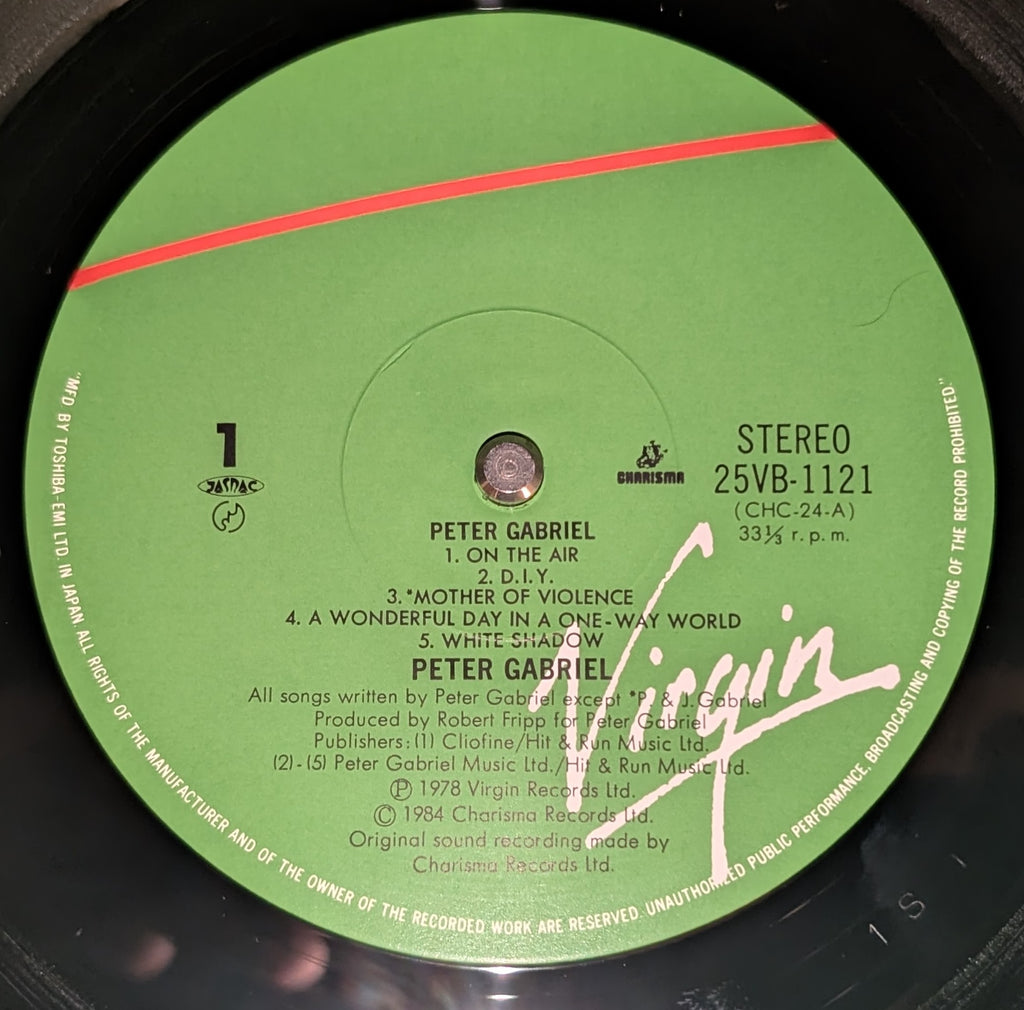 1
JASRAC
CHARISMA
STEREO
25VB-1121
(CHC-24-A)
33⅓ r.p.m.
PETER GABRIEL
1. ON THE AIR
2. D.I.Y.
3. *MOTHER OF VIOLENCE
4. A WONDERFUL DAY IN A ONE-WAY WORLD
5. WHITE SHADOW
PETER GABRIEL
All songs written by Peter Gabriel except *P. & J. Gabriel
Produced by Robert Fripp for Peter Gabriel
Publishers: (1) Cliofine/Hit & Run Music Ltd.
(2)-(5) Peter Gabriel Music Ltd./Hit & Run Music Ltd.
Ⓟ 1978 Virgin Records Ltd.
© 1984 Charisma Records Ltd.
Original sound recording made by
Charisma Records Ltd.
Virgin
"MFD. BY TOSHIBA-EMI LTD. IN JAPAN. ALL RIGHTS OF THE MANUFACTURER AND OF THE OWNER OF THE RECORDED WORK ARE RESERVED. UNAUTHORIZED PUBLIC PERFORMANCE, BROADCASTING AND COPYING OF THE RECORD PROHIBITED."
1 S